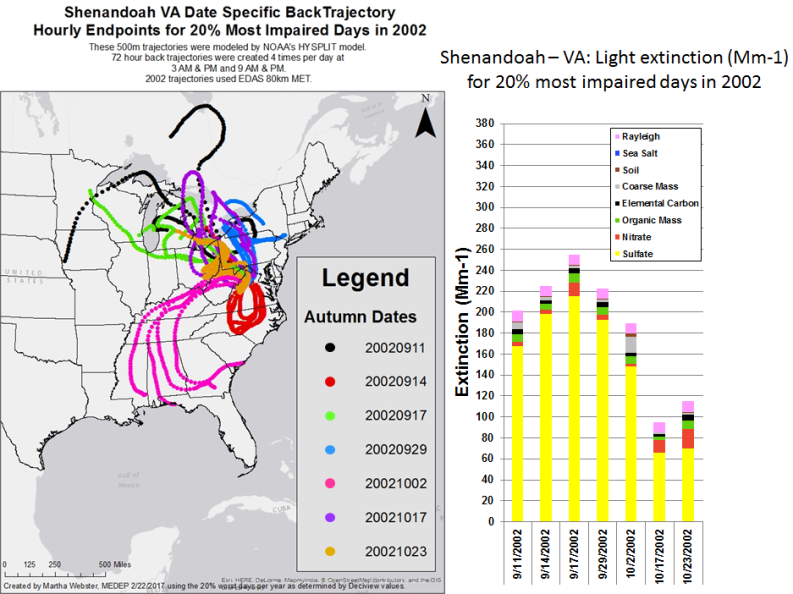 Shenandoah VA Date Specific BackTrajectory
Hourly Endpoints for 20% Most Impaired Days in 2002
These 500m trajectories were modeled by NOAA's HYSPLIT model.
72 hour back trajectories were created 4 times per day at
3 AM & PM and 9 AM & PM.
2002 trajectories used EDAS 80km MET.
N
UNITED
STATES
Gulf of
Mexico
CUBA
Legend
Autumn Dates
20020911
20020914
20020917
20020929
20021002
20021017
20021023
0 125 250 500 Miles
Esri, HERE, DeLorme, MapmyIndia, © OpenStreetMap contributors, and the GIS
Created by Martha Webster, MEDEP 2/22/2017 using the 20% worst days per year as determined by Deciview values.
Shenandoah – VA: Light extinction (Mm-1)
for 20% most impaired days in 2002
Extinction (Mm-1)
380
360
340
320
300
280
260
240
220
200
180
160
140
120
100
80
60
40
20
0
Rayleigh
Sea Salt
Soil
Coarse Mass
Elemental Carbon
Organic Mass
Nitrate
Sulfate
9/11/2002
9/14/2002
9/17/2002
9/29/2002
10/2/2002
10/17/2002
10/23/2002